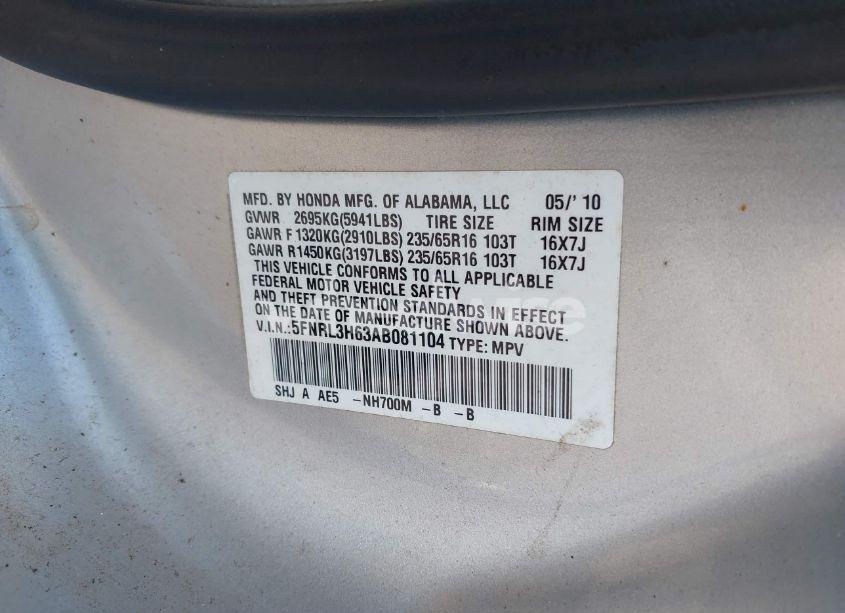 MFD. BY HONDA MFG. OF ALABAMA, LLC 05/' 10
GVWR 2695KG(5941LBS) TIRE SIZE RIM SIZE
GAWR F 1320KG(2910LBS) 235/65R16 103T 16X7J
GAWR R1450KG(3197LBS) 235/65R16 103T 16X7J
THIS VEHICLE CONFORMS TO ALL APPLICABLE
FEDERAL MOTOR VEHICLE SAFETY
AND THEFT PREVENTION STANDARDS IN EFFECT
ON THE DATE OF MANUFACTURE SHOWN ABOVE.
V.I.N.:5FNRL3H63AB081104 TYPE: MPV
SHJ A AE5 -NH700M -B -B